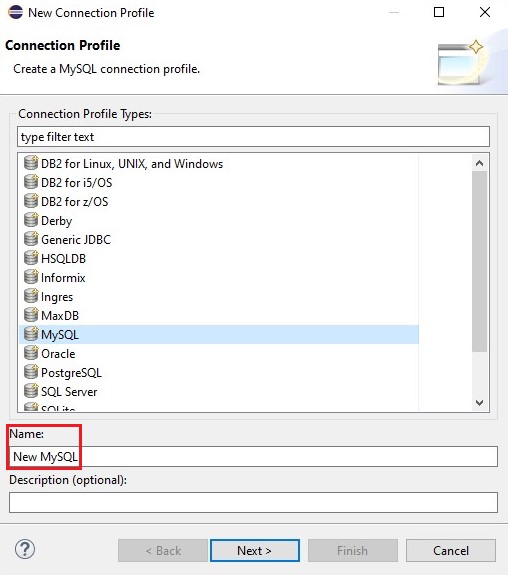 New Connection Profile
Connection Profile
Create a MySQL connection profile.
Connection Profile Types:
type filter text
DB2 for Linux, UNIX, and Windows
DB2 for i5/OS
DB2 for z/OS
Derby
Generic JDBC
HSQLDB
Informix
Ingres
MaxDB
MySQL
Oracle
PostgreSQL
SQL Server
SQLite
Name:
New MySQL
Description (optional):
?
< Back
Next >
Finish
Cancel